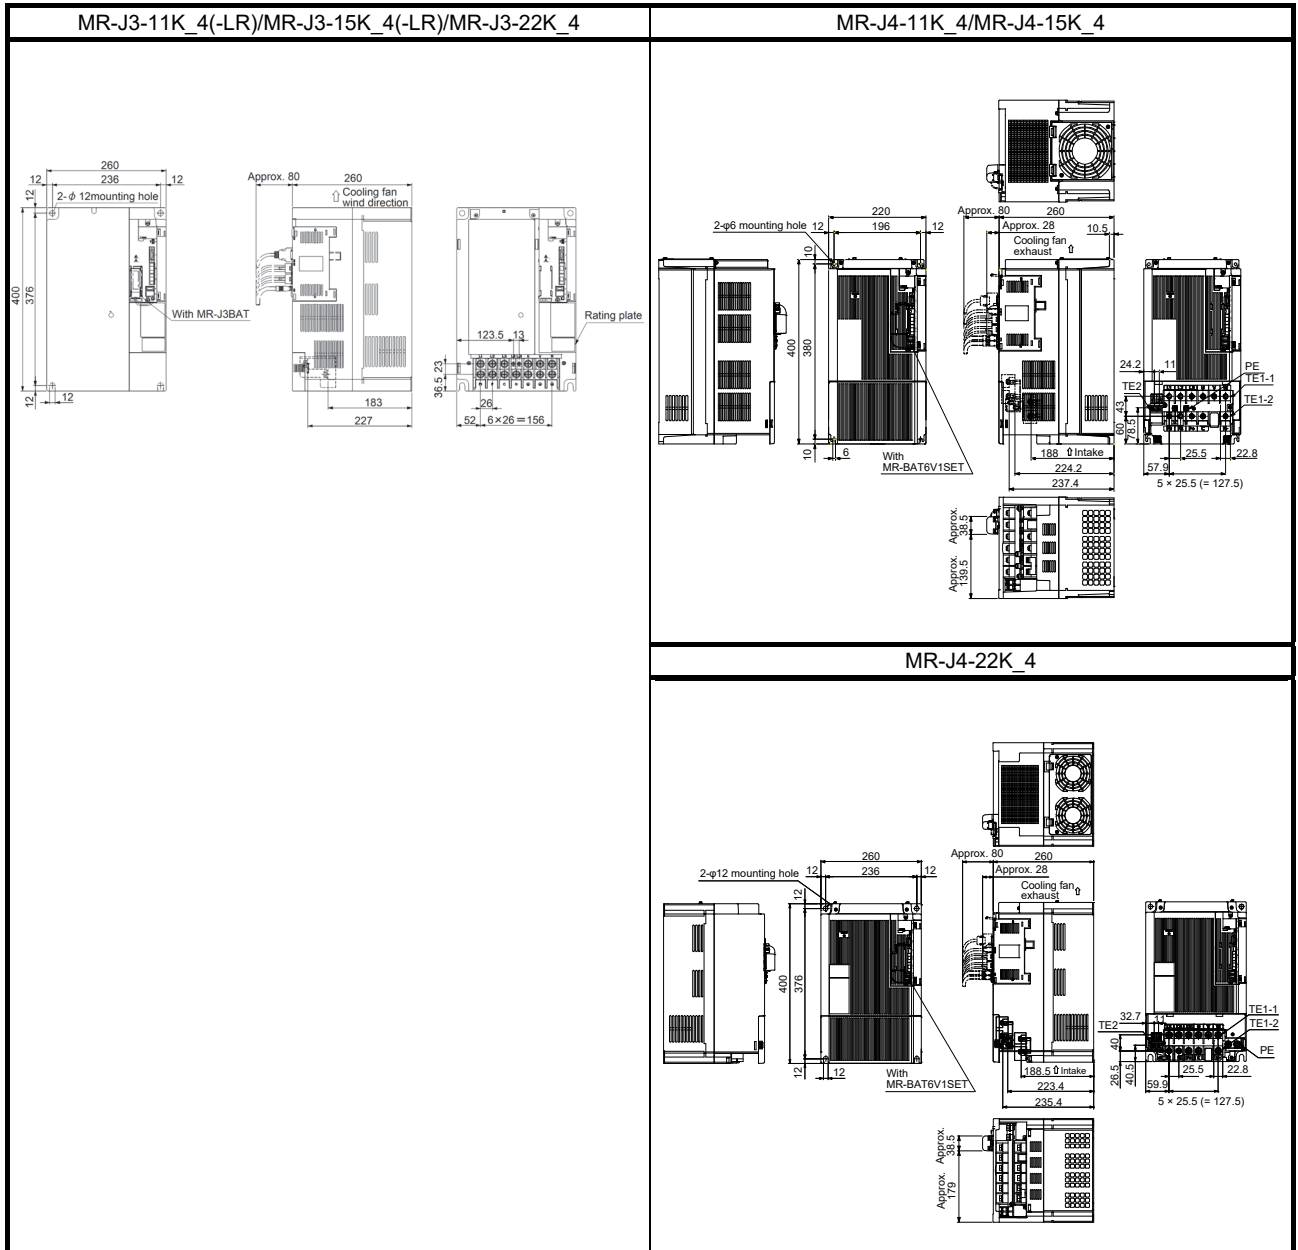 MR-J3-11K_4(-LR)/MR-J3-15K_4(-LR)/MR-J3-22K_4
260
12
236
12
2-ϕ 12mounting hole
12
400
376
12
12
With MR-J3BAT
Approx. 80
260
Cooling fan
wind direction
183
227
Rating plate
123.5
13
36.5
23
26
52
6×26＝156
MR-J4-11K_4/MR-J4-15K_4
220
2-φ6 mounting hole
12
196
12
10
400
380
10
6
With
MR-BAT6V1SET
Approx. 80
260
Approx. 28
10.5
Cooling fan
exhaust
188
Intake
224.2
237.4
24.2
11
PE
TE1-1
TE2
TE1-2
43
60
78.5
25.5
22.8
57.9
5 × 25.5 (= 127.5)
Approx.
38.5
Approx.
139.5
MR-J4-22K_4
260
2-φ12 mounting hole
12
236
12
12
400
376
12
12
With
MR-BAT6V1SET
Approx. 80
260
Approx. 28
Cooling fan
exhaust
188.5
Intake
223.4
235.4
32.7
11
TE1-1
TE2
TE1-2
PE
40
26.5
40.5
25.5
22.8
59.9
5 × 25.5 (= 127.5)
Approx.
38.5
Approx.
179